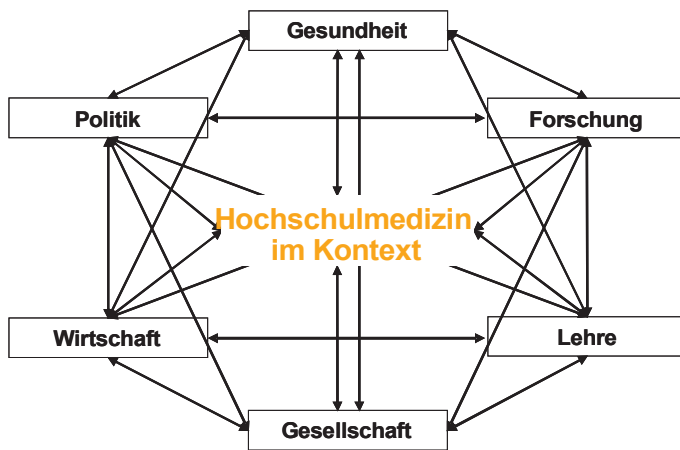 Gesundheit
Politik
Forschung
Hochschulmedizin
im Kontext
Wirtschaft
Lehre
Gesellschaft